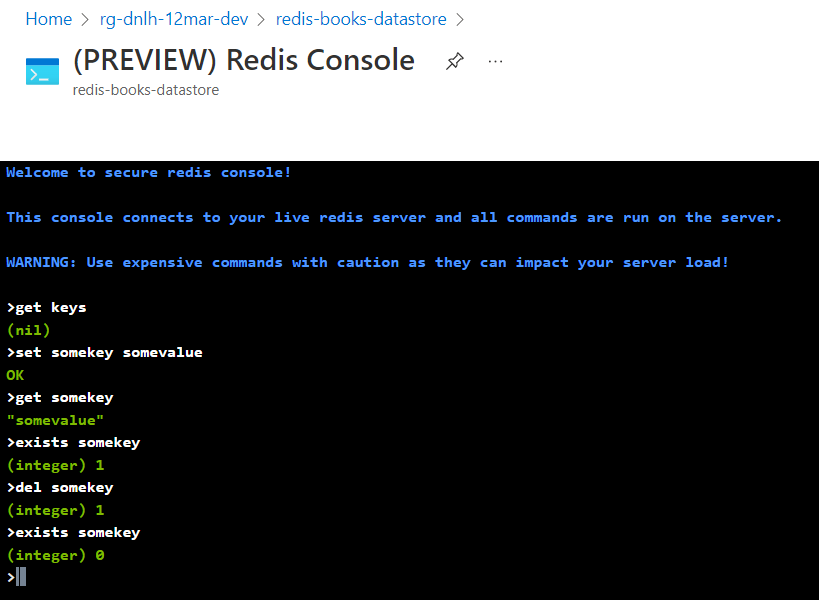 Home > rg-dnlh-12mar-dev > redis-books-datastore >
(PREVIEW) Redis Console ...
redis-books-datastore
Welcome to secure redis console!
This console connects to your live redis server and all commands are run on the server.
WARNING: Use expensive commands with caution as they can impact your server load!
>get keys
(nil)
>set somekey somevalue
OK
>get somekey
"somevalue"
>exists somekey
(integer) 1
>del somekey
(integer) 1
>exists somekey
(integer) 0
>